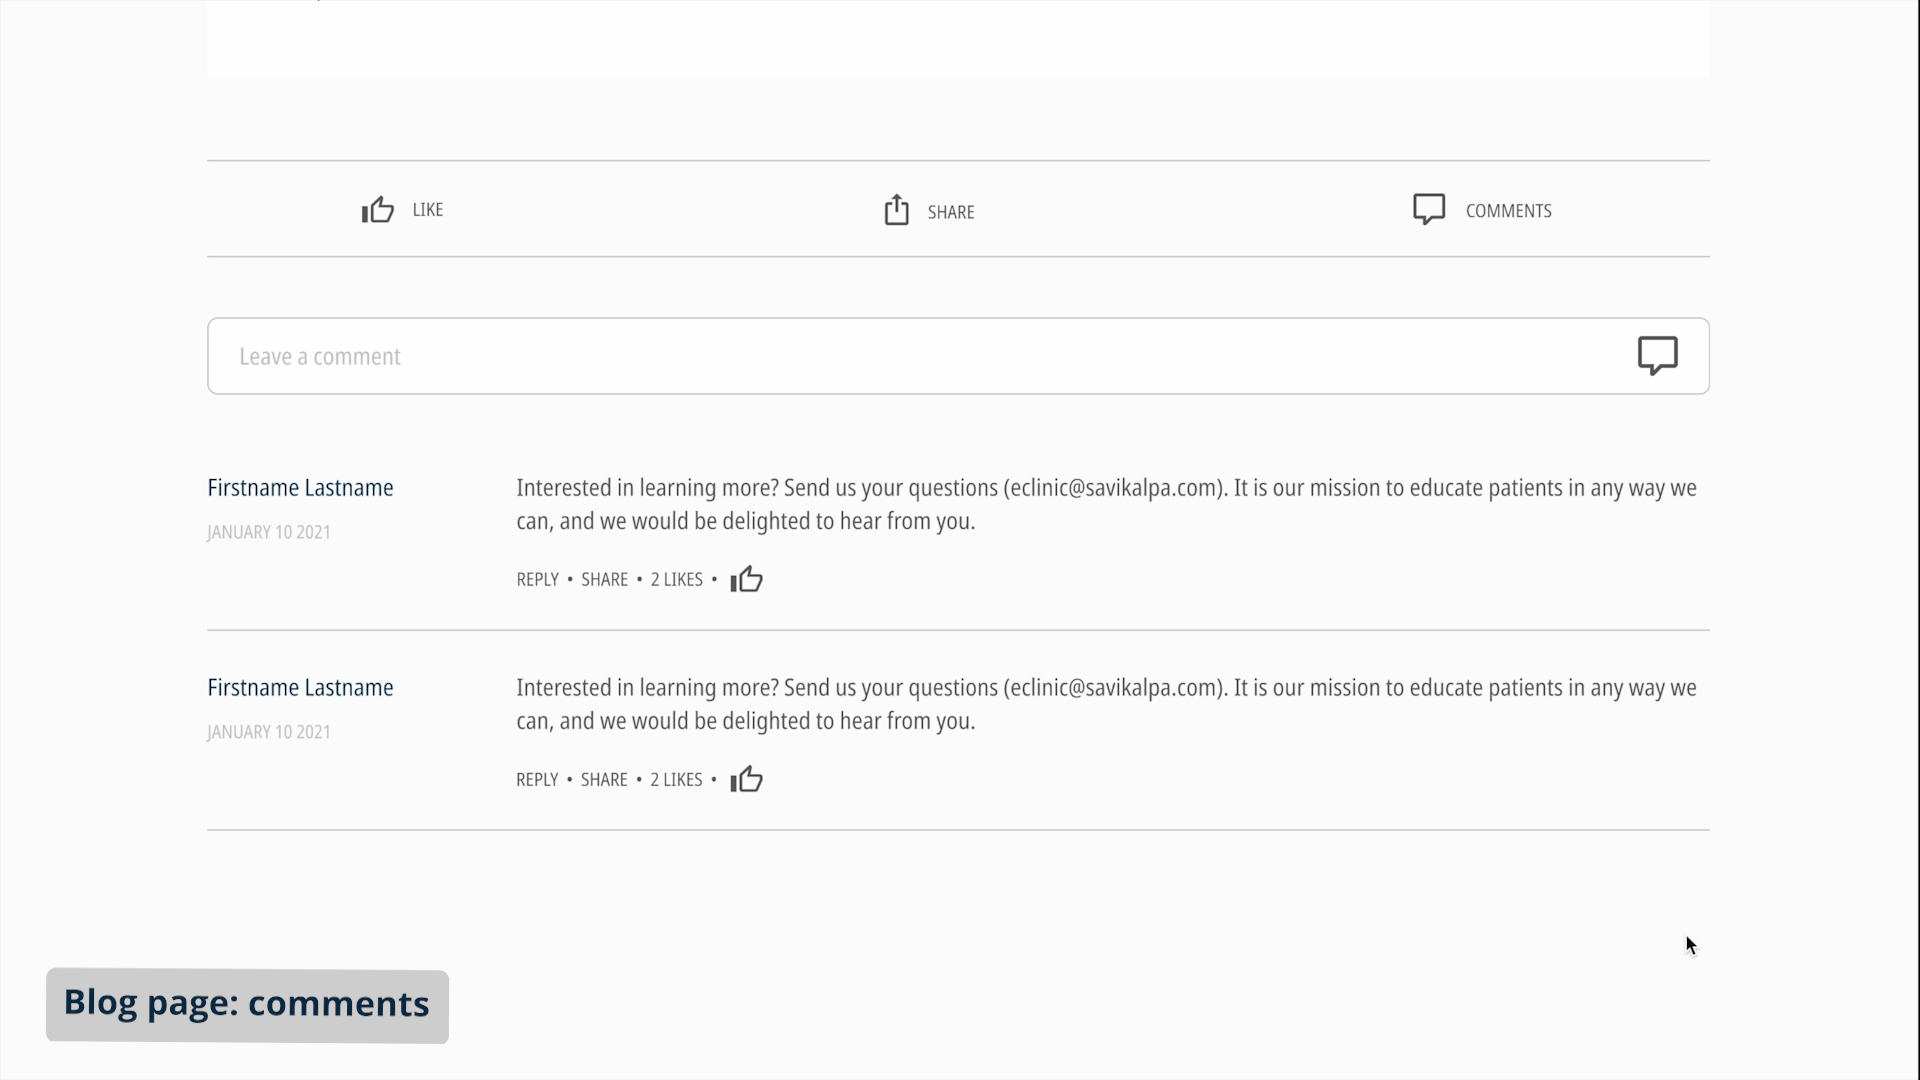 LIKE
SHARE
COMMENTS
Leave a comment
Firstname Lastname
JANUARY 10 2021
Interested in learning more? Send us your questions (eclinic@savikalpa.com). It is our mission to educate patients in any way we
can, and we would be delighted to hear from you.
REPLY • SHARE • 2 LIKES •
Firstname Lastname
JANUARY 10 2021
Interested in learning more? Send us your questions (eclinic@savikalpa.com). It is our mission to educate patients in any way we
can, and we would be delighted to hear from you.
REPLY • SHARE • 2 LIKES •
Blog page: comments